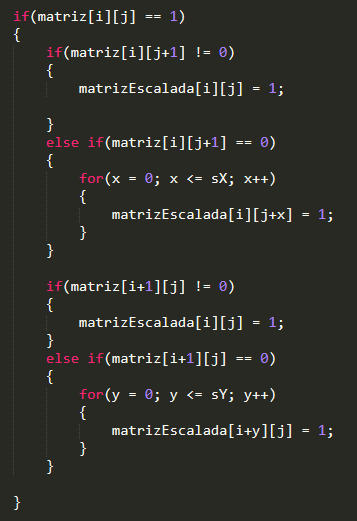 if(matriz[i][j] == 1)
{
    if(matriz[i][j+1] != 0)
    {
        matrizEscalada[i][j] = 1;

    }
    else if(matriz[i][j+1] == 0)
    {
        for(x = 0; x <= sX; x++)
        {
            matrizEscalada[i][j+x] = 1;
        }
    }

    if(matriz[i+1][j] != 0)
    {
        matrizEscalada[i][j] = 1;
    }
    else if(matriz[i+1][j] == 0)
    {
        for(y = 0; y <= sY; y++)
        {
            matrizEscalada[i+y][j] = 1;
        }
    }

}